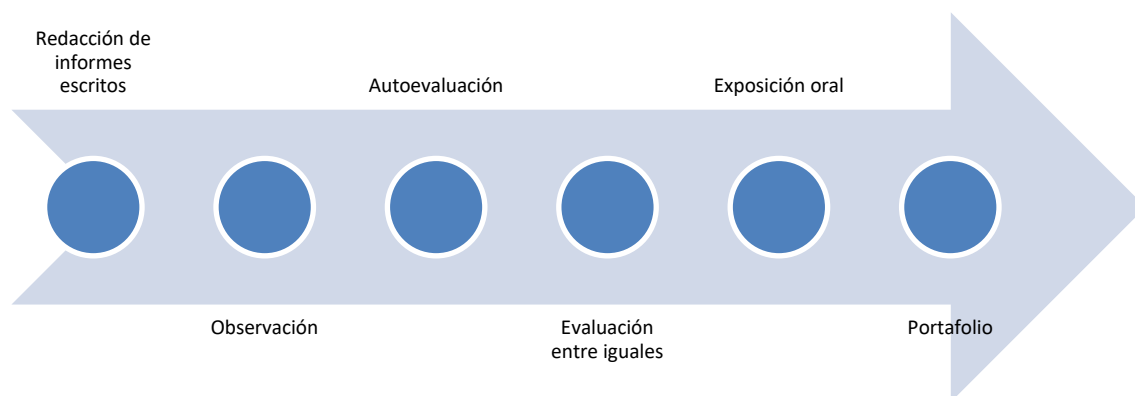 Redacción de
informes
escritos
Observación
Autoevaluación
Evaluación
entre iguales
Exposición oral
Portafolio